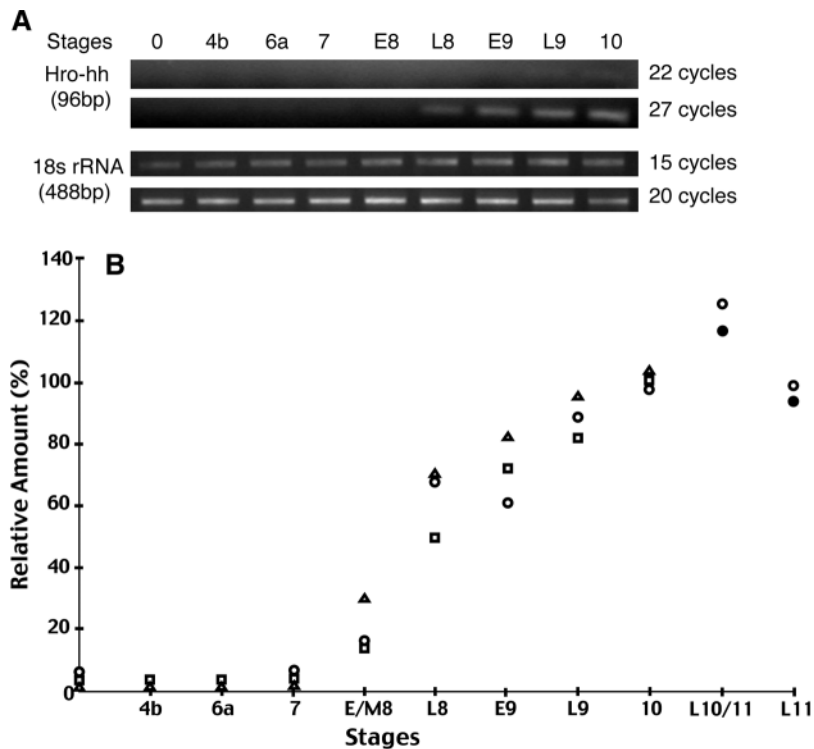 A
Stages 0 4b 6a 7 E8 L8 E9 L9 10
Hro-hh
(96bp)
22 cycles
27 cycles
18s rRNA
(488bp)
15 cycles
20 cycles
B
Relative Amount (%)
140
120
100
80
60
40
20
0
4b 6a 7 E/M8 L8 E9 L9 10 L10/11 L11
Stages